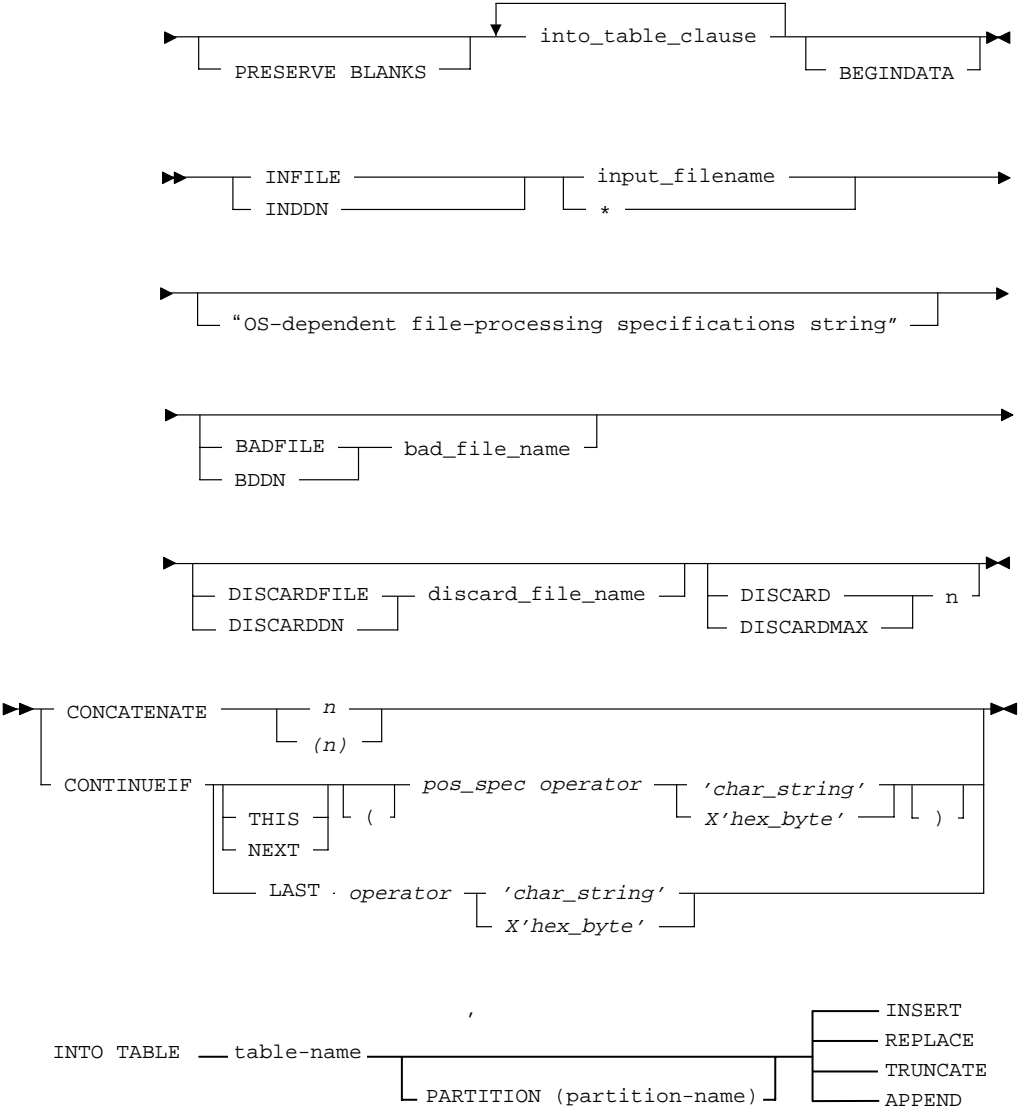 into_table_clause
PRESERVE BLANKS
BEGINDATA
INFILE input_filename
INDDN *
“OS–dependent file–processing specifications string”
BADFILE bad_file_name
BDDN
DISCARDFILE discard_file_name DISCARD n
DISCARDDN DISCARDMAX
CONCATENATE n
(n)
CONTINUEIF pos_spec operator ’char_string’
THIS ( X’hex_byte’ )
NEXT
LAST operator ’char_string’
X’hex_byte’
,
INSERT
INTO TABLE table–name REPLACE
TRUNCATE
PARTITION (partition–name) APPEND